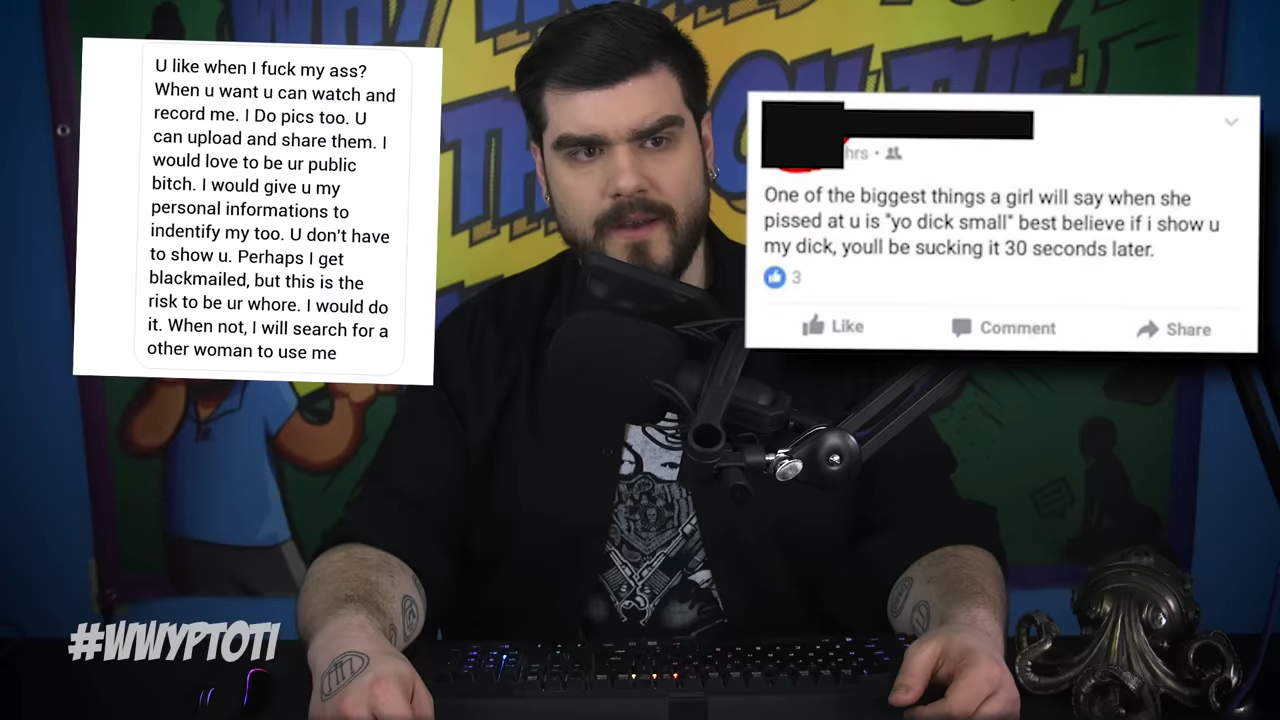 U like when I fuck my ass?
When u want u can watch and
record me. I Do pics too. U
can upload and share them. I
would love to be ur public
bitch. I would give u my
personal informations to
indentify my too. U don't have
to show u. Perhaps I get
blackmailed, but this is the
risk to be ur whore. I would do
it. When not, I will search for a
other woman to use me
hrs
One of the biggest things a girl will say when she
pissed at u is "yo dick small" best believe if i show u
my dick, youll be sucking it 30 seconds later.
3
Like Comment Share
#WWYPTOTI